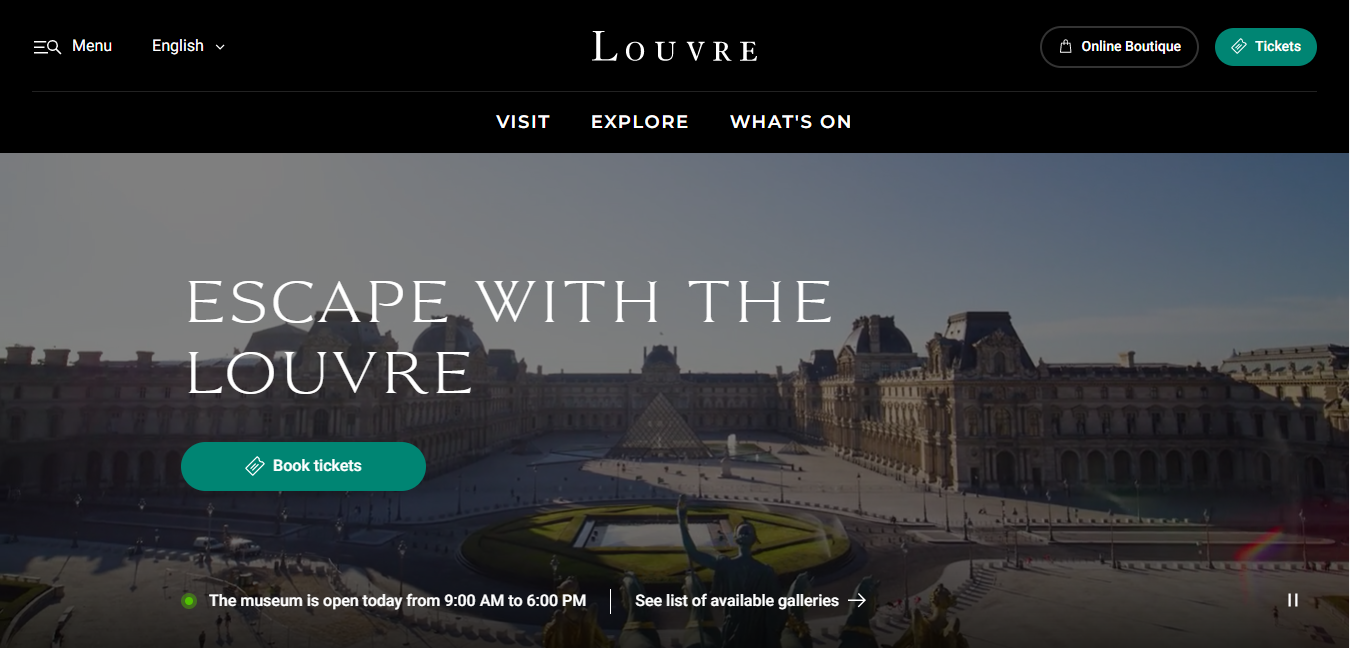 Menu
English
LOUVRE
Online Boutique
Tickets
VISIT
EXPLORE
WHAT'S ON
ESCAPE WITH THE
LOUVRE
Book tickets
The museum is open today from 9:00 AM to 6:00 PM
See list of available galleries